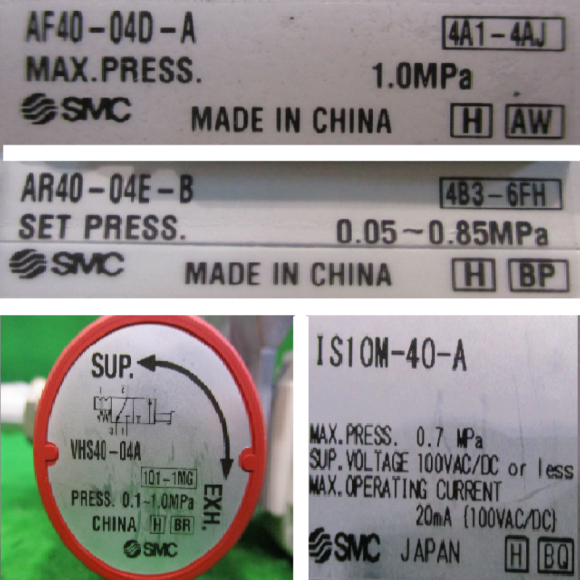 AF40-04D-A 4A1-4AJ
MAX.PRESS. 1.0MPa
SMC MADE IN CHINA H AW
AR40-04E-B 4B3-6FH
SET PRESS. 0.05~0.85MPa
SMC MADE IN CHINA H BP
SUP.
VHS40-04A
101-1MG
PRESS. 0.1-1.0MPa
EXH.
CHINA H BR
SMC
IS10M-40-A
MAX.PRESS. 0.7 MPa
SUP.VOLTAGE 100VAC/DC or less
MAX.OPERATING CURRENT
20mA (100VAC/DC)
SMC JAPAN H BQ